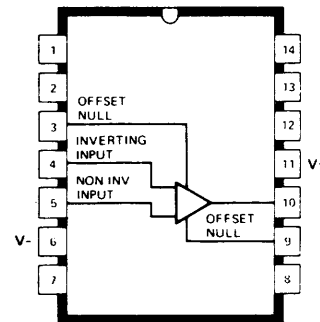 1 14
2 13
OFFSET
NULL
3 12
INVERTING
INPUT
4 11 V
NON INV
INPUT
5 10
OFFSET
NULL
V- 6 9
7 8